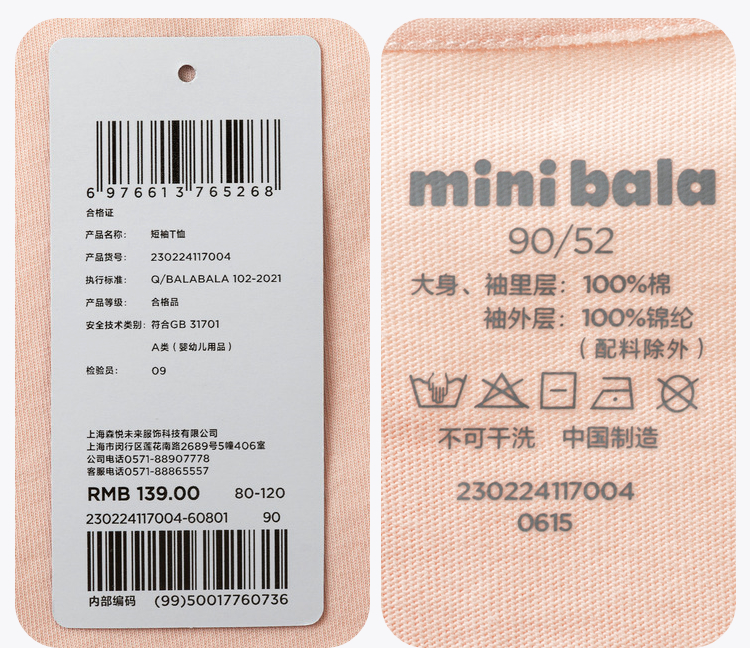 6 976613 765268
合格证
产品名称： 短袖T恤
产品货号： 230224117004
执行标准： Q/BALABALA 102-2021
产品等级： 合格品
安全技术类别： 符合GB 31701
A类（婴幼儿用品）
检验员： 09
上海森悦未来服饰科技有限公司
上海市闵行区莲花南路2689号5幢406室
公司电话0571-88907778
客服电话0571-88865557
RMB 139.00 80-120
230224117004-60801 90
内部编码 (99)50017760736
mini bala
90/52
大身、袖里层：100%棉
袖外层：100%锦纶
（配料除外）
不可干洗 中国制造
230224117004
0615